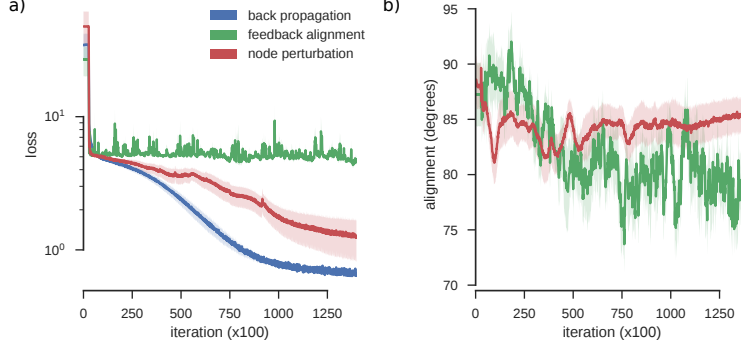 a)
back propagation
feedback alignment
node perturbation
loss
10¹
10⁰
0 250 500 750 1000 1250
iteration (x100)
b)
alignment (degrees)
95
90
85
80
75
70
0 250 500 750 1000 1250
iteration (x100)